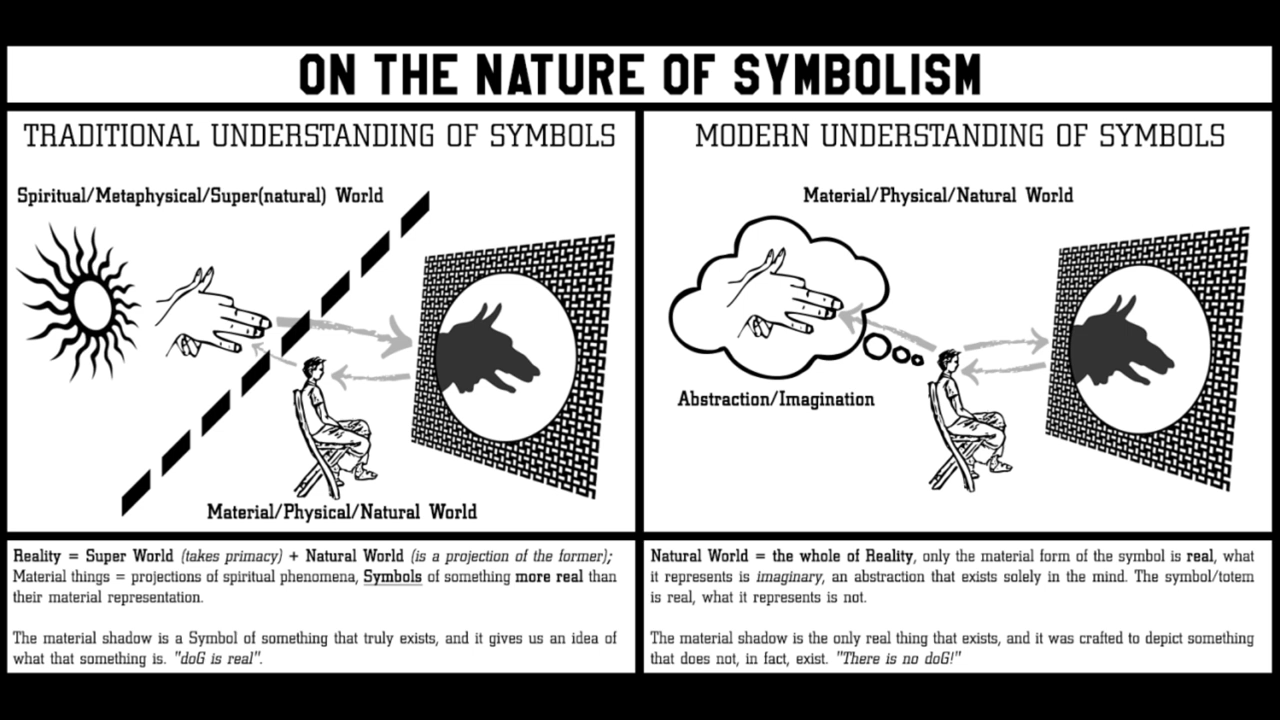 ON THE NATURE OF SYMBOLISM
TRADITIONAL UNDERSTANDING OF SYMBOLS
Spiritual/Metaphysical/Super(natural) World
Material/Physical/Natural World
Reality = Super World (takes primacy) + Natural World (is a projection of the former);
Material things = projections of spiritual phenomena, Symbols of something more real than
their material representation.
The material shadow is a Symbol of something that truly exists, and it gives us an idea of
what that something is. "doG is real".
MODERN UNDERSTANDING OF SYMBOLS
Material/Physical/Natural World
Abstraction/Imagination
Natural World = the whole of Reality, only the material form of the symbol is real, what
it represents is imaginary, an abstraction that exists solely in the mind. The symbol/totem
is real, what it represents is not.
The material shadow is the only real thing that exists, and it was crafted to depict something
that does not, in fact, exist. "There is no doG!"